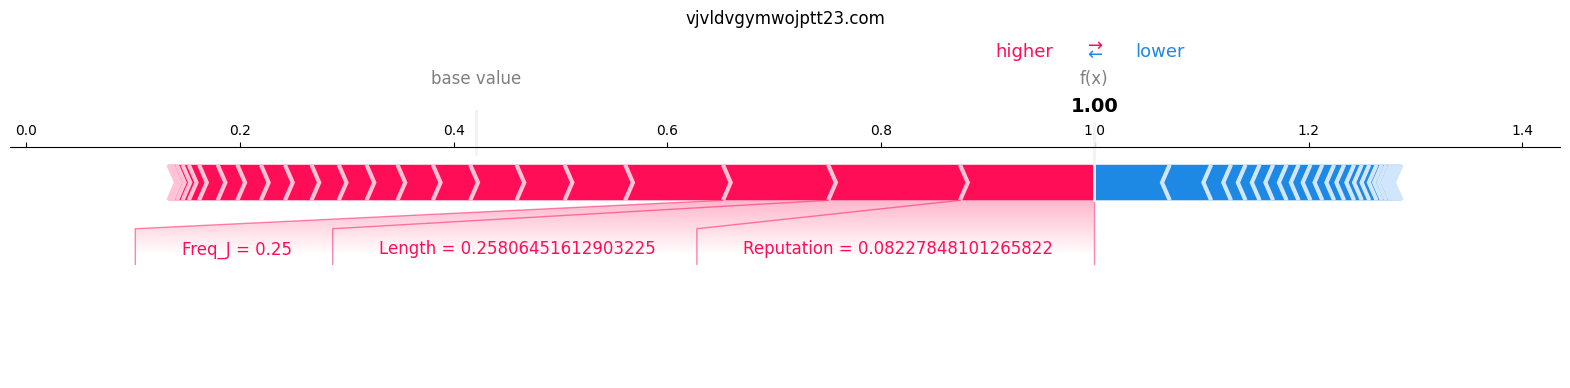 vjvldvgymwojptt23.com
higher ⇄ lower
base value f(x)
1.00
0.0 0.2 0.4 0.6 0.8 1.0 1.2 1.4
Freq_J = 0.25 Length = 0.25806451612903225 Reputation = 0.08227848101265822